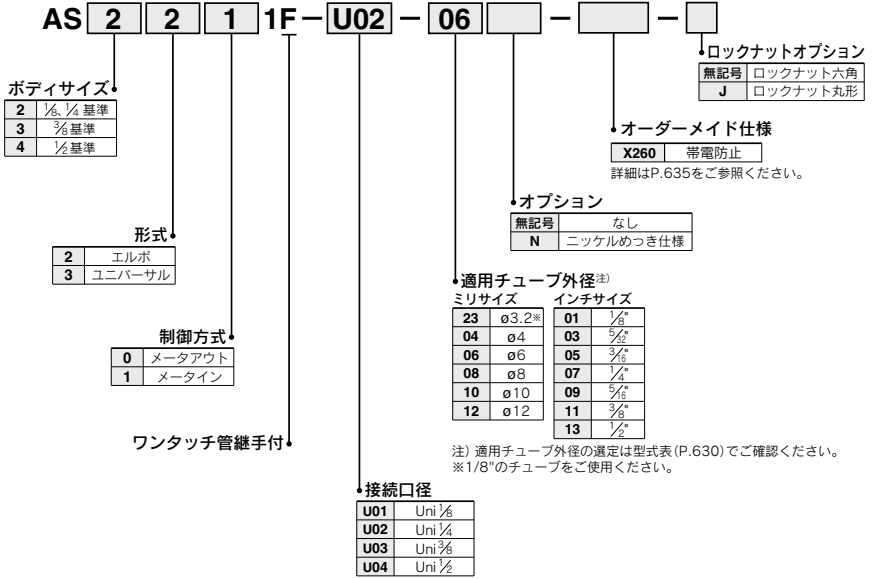 AS 2 2 1 1F－U02－06 － －
ロックナットオプション
無記号 ロックナット六角
J ロックナット丸形
ボディサイズ
2 1/8、1/4 基準
3 3/8基準
4 1/2基準
オーダーメイド仕様
X260 帯電防止
詳細はP.635をご参照ください。
オプション
無記号 なし
N ニッケルめっき仕様
形式
2 エルボ
3 ユニバーサル
適用チューブ外径注）
ミリサイズ
23 ø3.2※
04 ø4
06 ø6
08 ø8
10 ø10
12 ø12
インチサイズ
01 1/8"
03 5/32"
05 3/16"
07 1/4"
09 5/16"
11 3/8"
13 1/2"
制御方式
0 メータアウト
1 メータイン
ワンタッチ管継手付
注）適用チューブ外径の選定は型式表（P.630）でご確認ください。
※1/8"のチューブをご使用ください。
接続口径
U01 Uni 1/8
U02 Uni 1/4
U03 Uni 3/8
U04 Uni 1/2